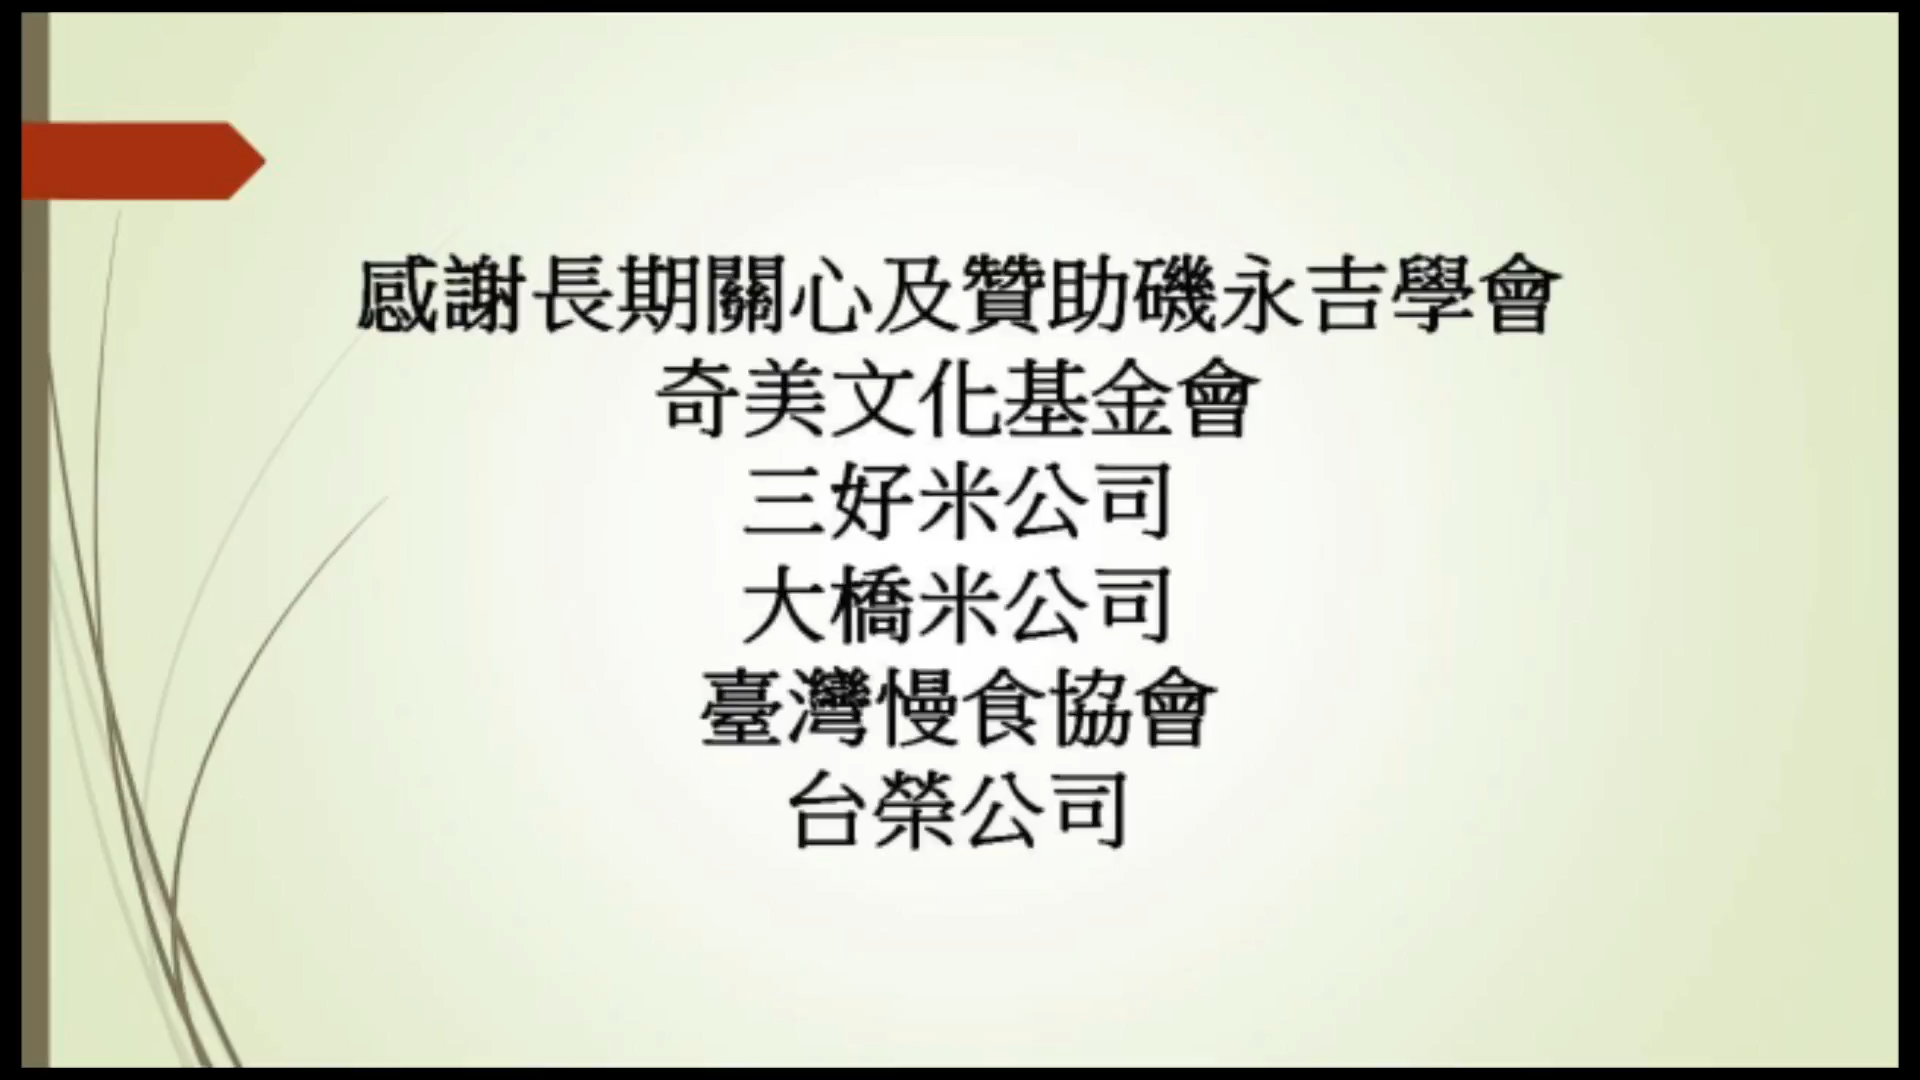 感謝長期關心及贊助磯永吉學會
奇美文化基金會
三好米公司
大橋米公司
臺灣慢食協會
台榮公司